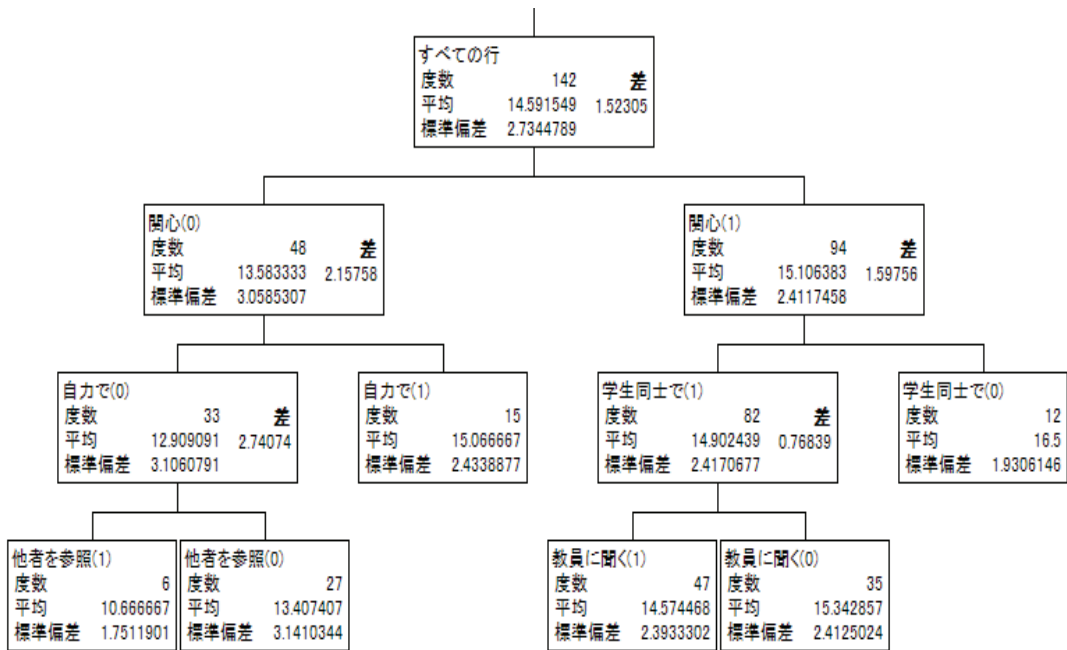 すべての行
度数 142 差
平均 14.591549 1.52305
標準偏差 2.7344789
関心(0)
度数 48 差
平均 13.583333 2.15758
標準偏差 3.0585307
関心(1)
度数 94 差
平均 15.106383 1.59756
標準偏差 2.4117458
自力で(0)
度数 33 差
平均 12.909091 2.74074
標準偏差 3.1060791
自力で(1)
度数 15
平均 15.066667
標準偏差 2.4338877
学生同士で(1)
度数 82 差
平均 14.902439 0.76839
標準偏差 2.4170677
学生同士で(0)
度数 12
平均 16.5
標準偏差 1.9306146
他者を参照(1)
度数 6
平均 10.666667
標準偏差 1.7511901
他者を参照(0)
度数 27
平均 13.407407
標準偏差 3.1410344
教員に聞く(1)
度数 47
平均 14.574468
標準偏差 2.3933302
教員に聞く(0)
度数 35
平均 15.342857
標準偏差 2.4125024